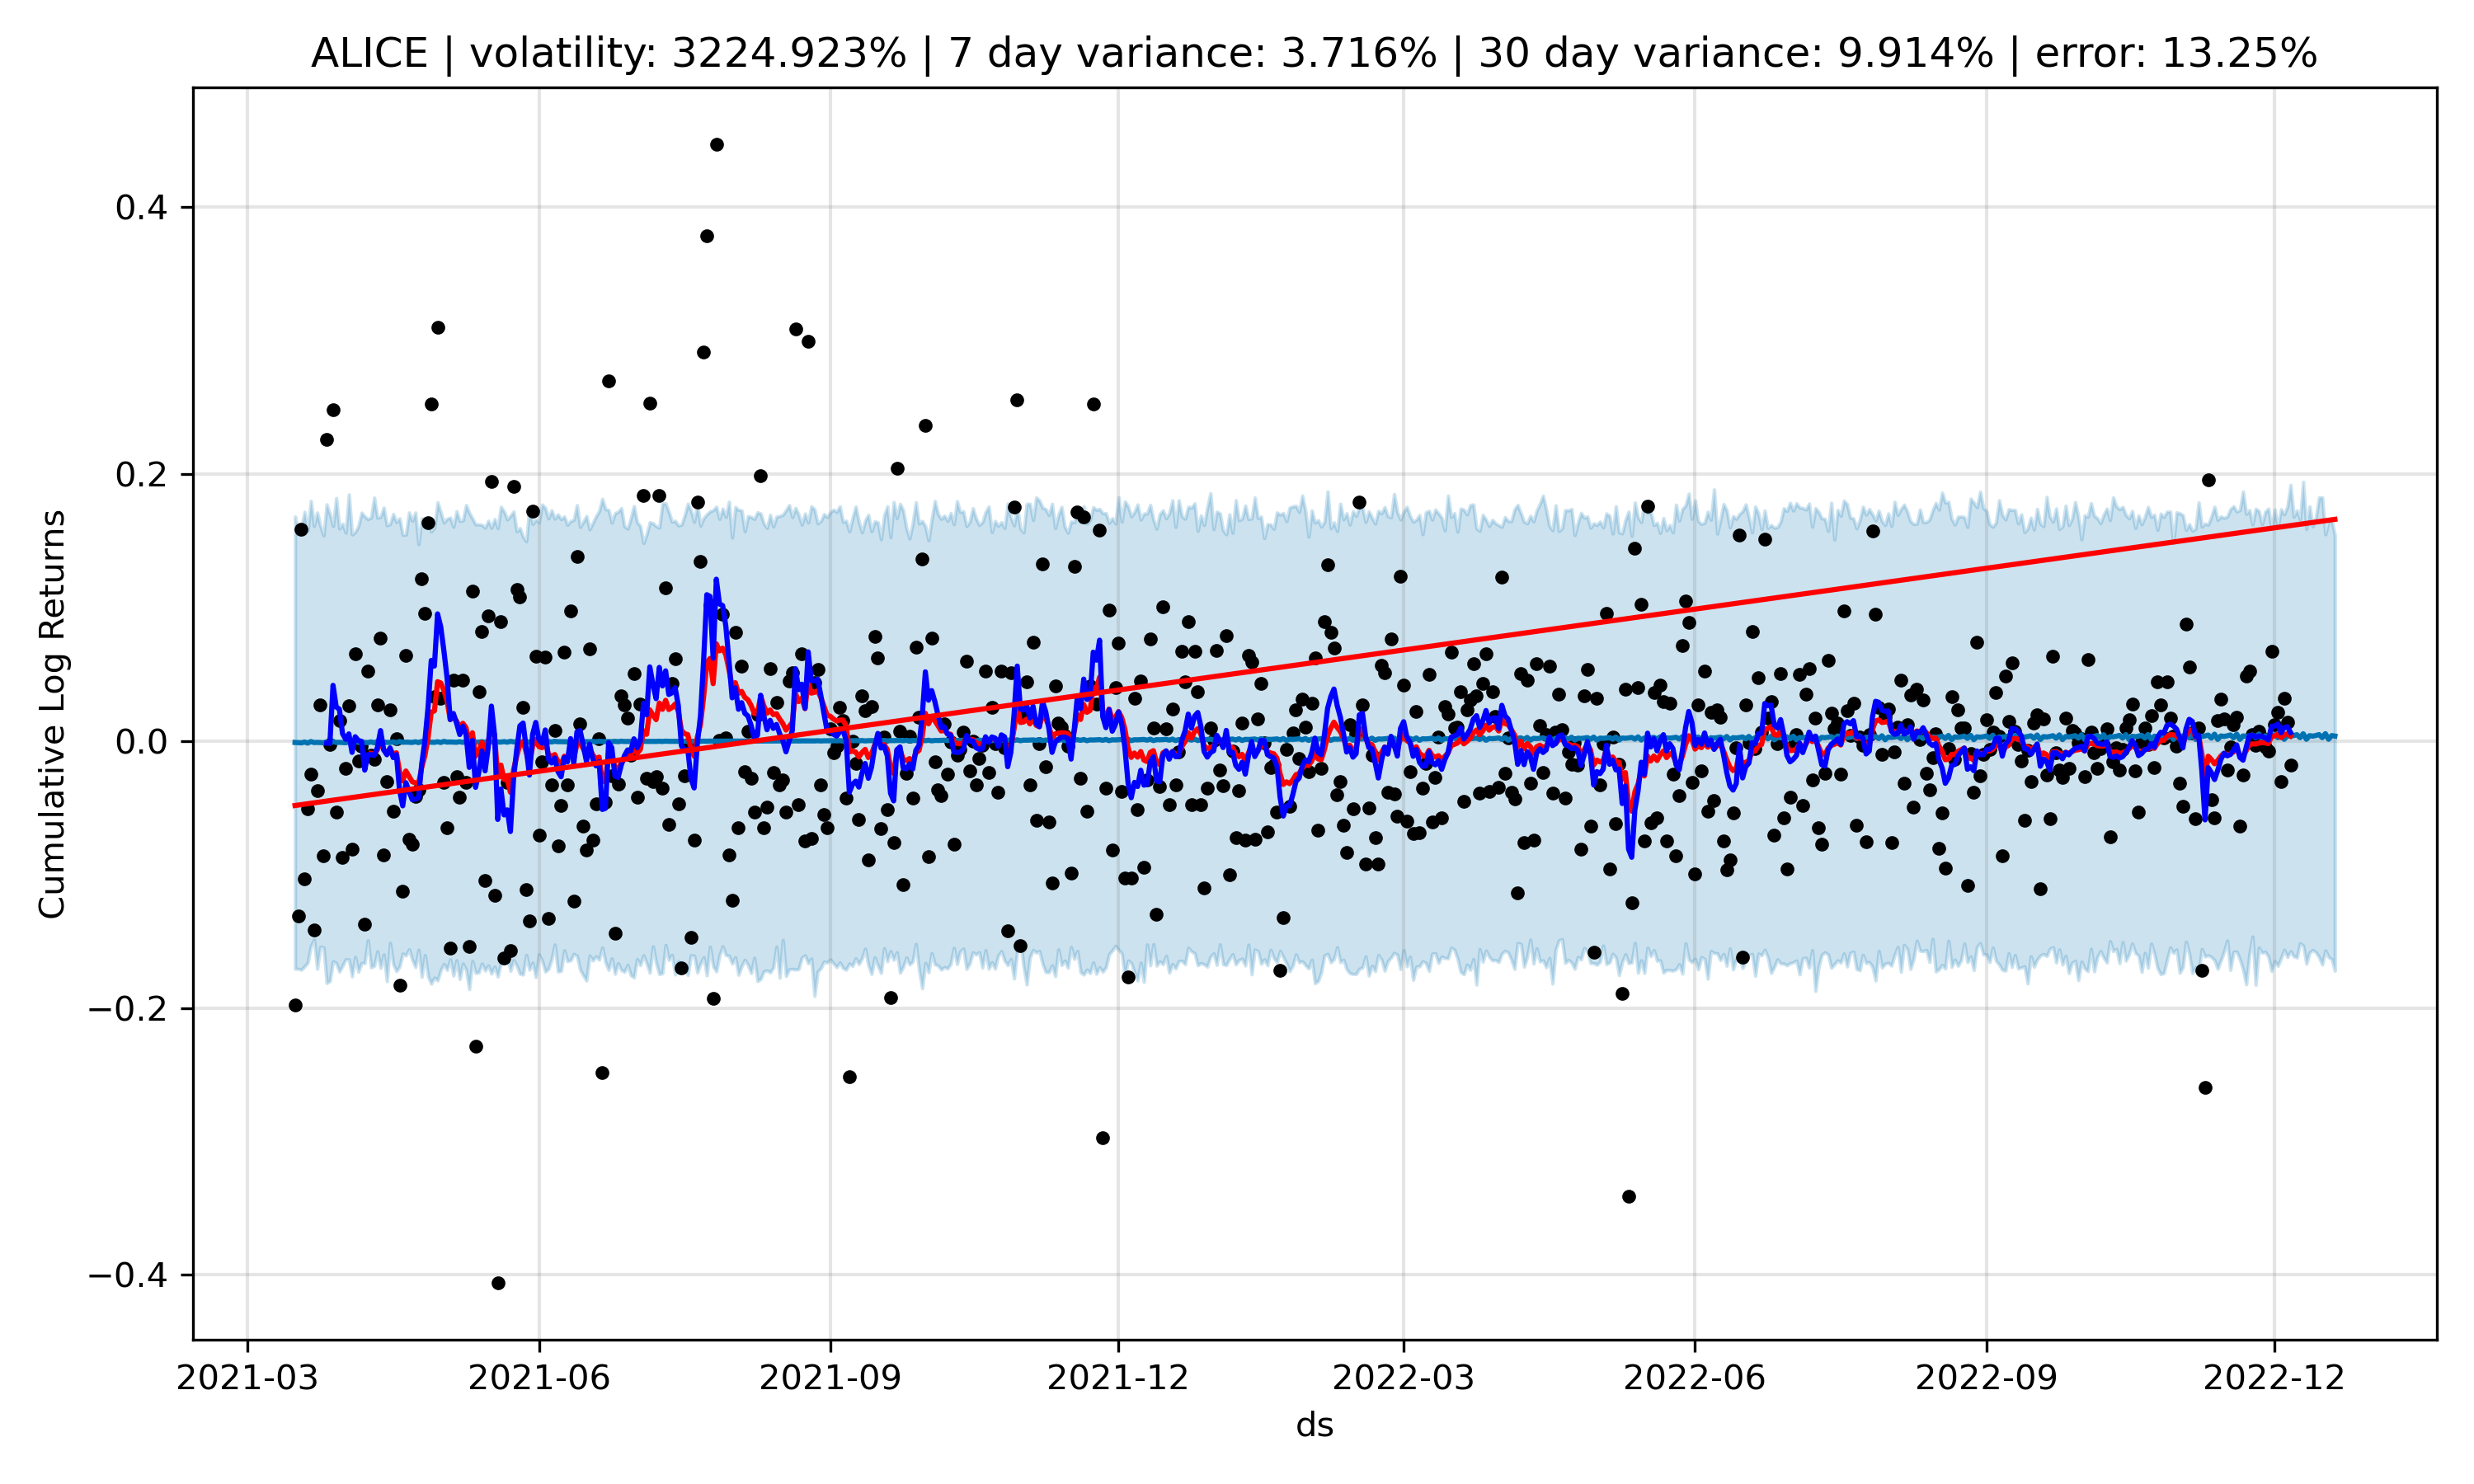 ALICE | volatility: 3224.923% | 7 day variance: 3.716% | 30 day variance: 9.914% | error: 13.25%
Cumulative Log Returns
0.4
0.2
0.0
−0.2
−0.4
2021-03 2021-06 2021-09 2021-12 2022-03 2022-06 2022-09 2022-12
ds